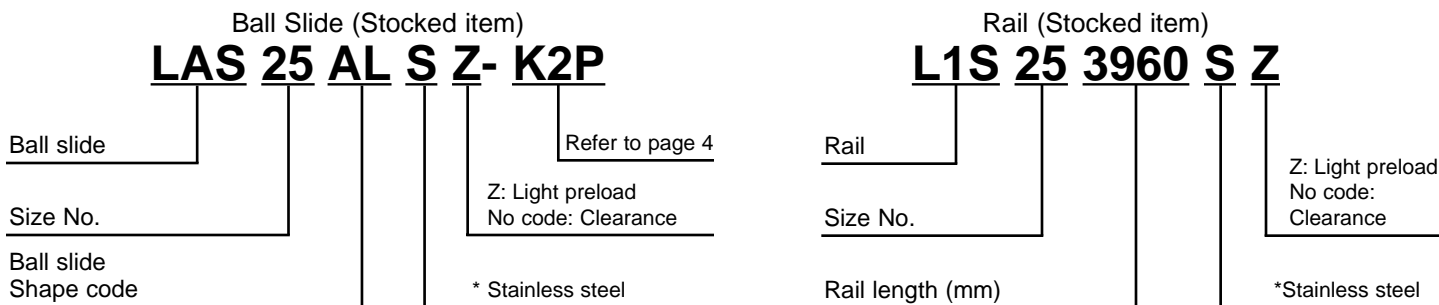 Ball Slide (Stocked item)
LAS 25 AL S Z- K2P
Ball slide
Refer to page 4
Z: Light preload
No code: Clearance
Size No.
Ball slide
Shape code
* Stainless steel
Rail (Stocked item)
L1S 25 3960 S Z
Rail
Z: Light preload
No code:
Clearance
Size No.
Rail length (mm)
*Stainless steel